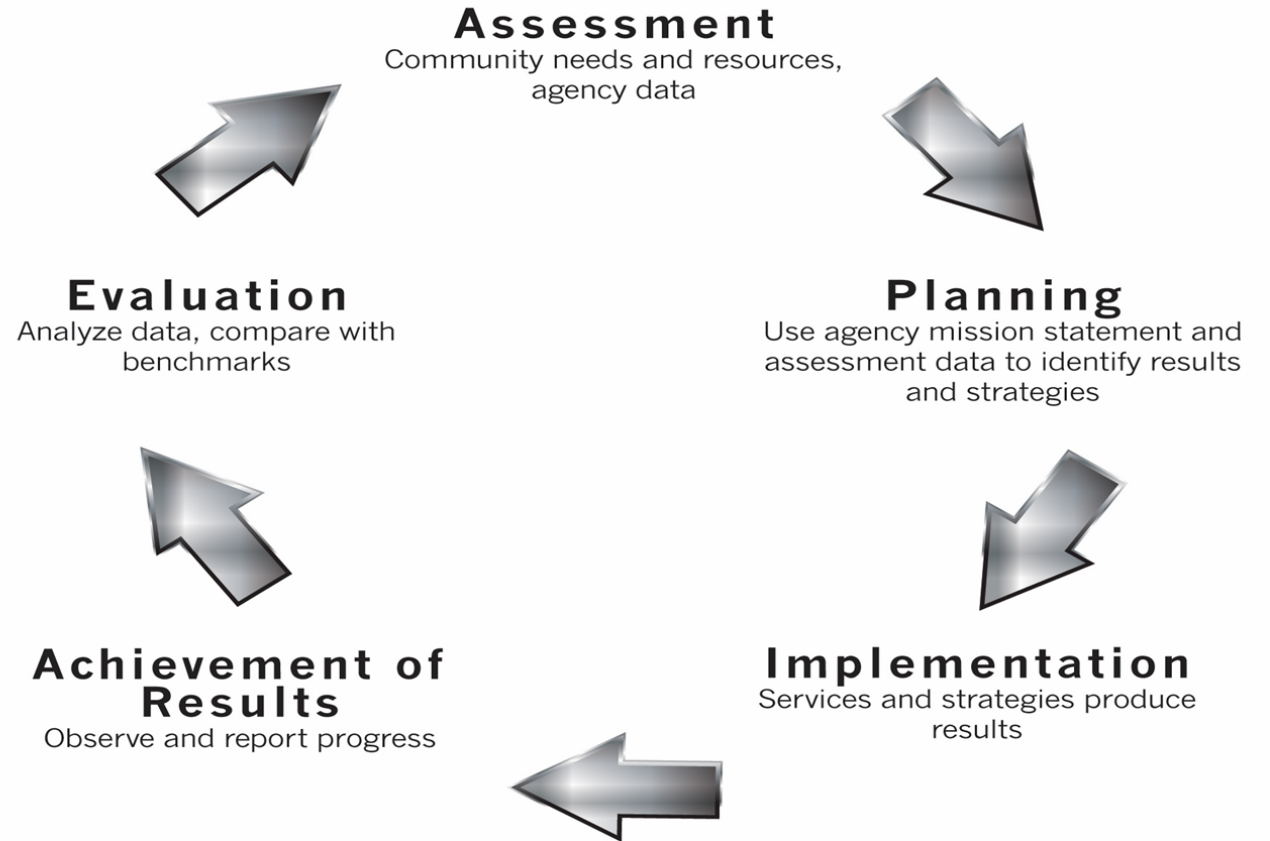 Assessment
Community needs and resources,
agency data
Evaluation
Analyze data, compare with
benchmarks
Planning
Use agency mission statement and
assessment data to identify results
and strategies
Achievement of
Results
Observe and report progress
Implementation
Services and strategies produce
results